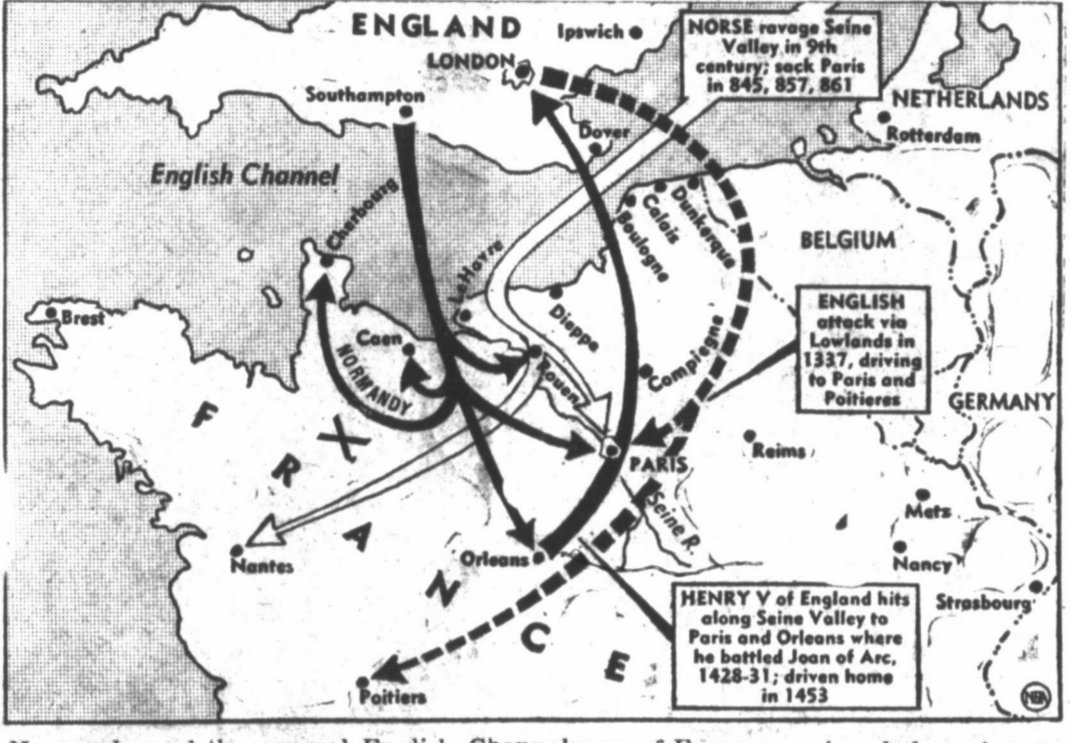 ENGLAND
Ipswich
LONDON
NORSE ravage Seine
Valley in 9th
century; sack Paris
in 845, 857, 861
Southampton
NETHERLANDS
Rotterdam
Dover
English Channel
Cherbourg
Calais
Dunkerque
Boulogne
BELGIUM
LeHavre
Brest
Dieppe
Caen
NORMANDY
Rouen
Compiegne
ENGLISH
attack via
Lowlands in
1337, driving
to Paris and
Poitieres
GERMANY
FRANCE
Reims
PARIS
Seine R.
Metz
Nantes
Orleans
Nancy
Strasbourg
HENRY V of England hits
along Seine Valley to
Paris and Orleans where
he battled Joan of Arc,
1428-31; driven home
in 1453
Poitiers
NEA